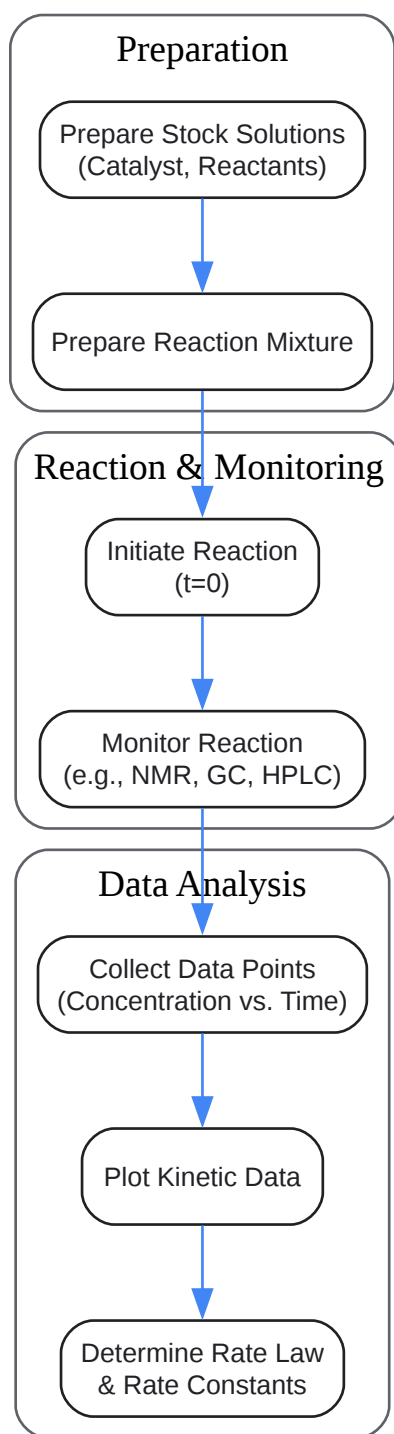 Preparation
Prepare Stock Solutions
(Catalyst, Reactants)
Prepare Reaction Mixture
Reaction & Monitoring
Initiate Reaction
(t=0)
Monitor Reaction
(e.g., NMR, GC, HPLC)
Data Analysis
Collect Data Points
(Concentration vs. Time)
Plot Kinetic Data
Determine Rate Law
& Rate Constants